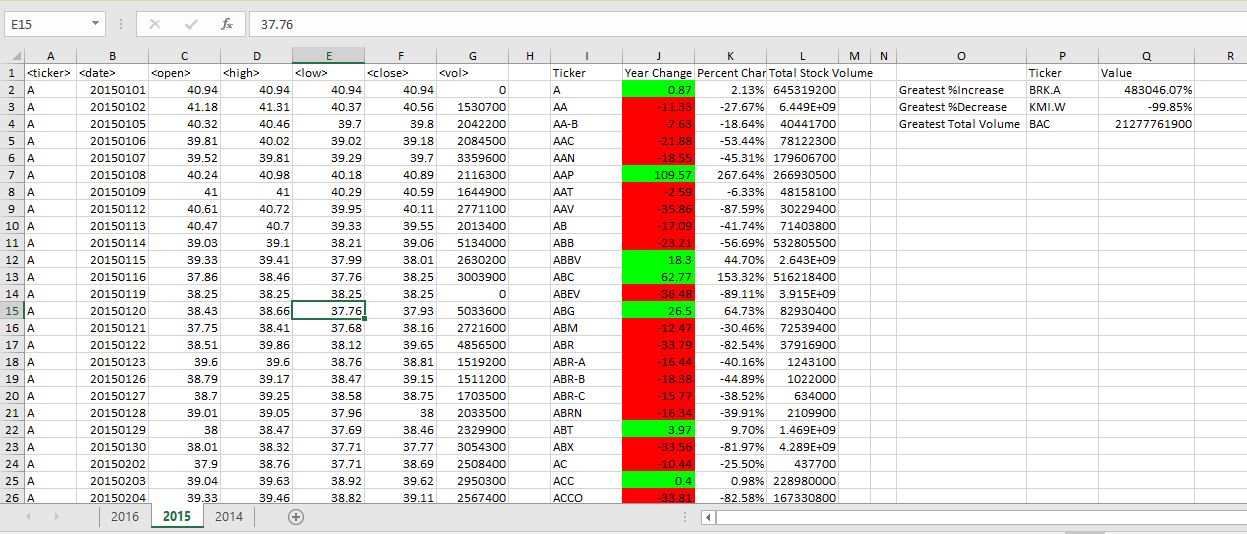 E15 fx 37.76
A B C D E F G H I J K L M N O P Q R
1 <ticker> <date> <open> <high> <low> <close> <vol> Ticker Year Change Percent Char Total Stock Volume Ticker Value
2 A 20150101 40.94 40.94 40.94 40.94 0 A 0.87 2.13% 645319200 Greatest %Increase BRK.A 483046.07%
3 A 20150102 41.18 41.31 40.37 40.56 1530700 AA -11.33 -27.67% 6.449E+09 Greatest %Decrease KMI.W -99.85%
4 A 20150105 40.32 40.46 39.7 39.8 2042200 AA-B -7.63 -18.64% 40441700 Greatest Total Volume BAC 21277761900
5 A 20150106 39.81 40.02 39.02 39.18 2084500 AAC -21.88 -53.44% 78122300
6 A 20150107 39.52 39.81 39.29 39.7 3359600 AAN -18.55 -45.31% 179606700
7 A 20150108 40.24 40.98 40.18 40.89 2116300 AAP 109.57 267.64% 266930500
8 A 20150109 41 41 40.29 40.59 1644900 AAT -2.59 -6.33% 48158100
9 A 20150112 40.61 40.72 39.95 40.11 2771100 AAV -35.86 -87.59% 30229400
10 A 20150113 40.47 40.7 39.33 39.55 2013400 AB -17.09 -41.74% 71403800
11 A 20150114 39.03 39.1 38.21 39.06 5134000 ABB -23.21 -56.69% 532805500
12 A 20150115 39.33 39.41 37.99 38.01 2630200 ABBV 18.3 44.70% 2.643E+09
13 A 20150116 37.86 38.46 37.76 38.25 3003900 ABC 62.77 153.32% 516218400
14 A 20150119 38.25 38.25 38.25 38.25 0 ABEV -36.48 -89.11% 3.915E+09
15 A 20150120 38.43 38.66 37.76 37.93 5033600 ABG 26.5 64.73% 82930400
16 A 20150121 37.75 38.41 37.68 38.16 2721600 ABM -12.47 -30.46% 72539400
17 A 20150122 38.51 39.86 38.12 39.65 4856500 ABR -33.79 -82.54% 37916900
18 A 20150123 39.6 39.6 38.76 38.81 1519200 ABR-A -16.44 -40.16% 1243100
19 A 20150126 38.79 39.17 38.47 39.15 1511200 ABR-B -18.38 -44.89% 1022000
20 A 20150127 38.7 39.25 38.58 38.75 1703500 ABR-C -15.77 -38.52% 634000
21 A 20150128 39.01 39.05 37.96 38 2033500 ABRN -16.34 -39.91% 2109900
22 A 20150129 38 38.47 37.69 38.46 2329900 ABT 3.97 9.70% 1.469E+09
23 A 20150130 38.01 38.32 37.71 37.77 3054300 ABX -33.56 -81.97% 4.289E+09
24 A 20150202 37.9 38.76 37.71 38.69 2508400 AC -10.44 -25.50% 437700
25 A 20150203 39.04 39.63 38.92 39.62 2950300 ACC 0.4 0.98% 228980000
26 A 20150204 39.33 39.46 38.82 39.11 2567400 ACCO -33.81 -82.58% 167330800
2016 2015 2014